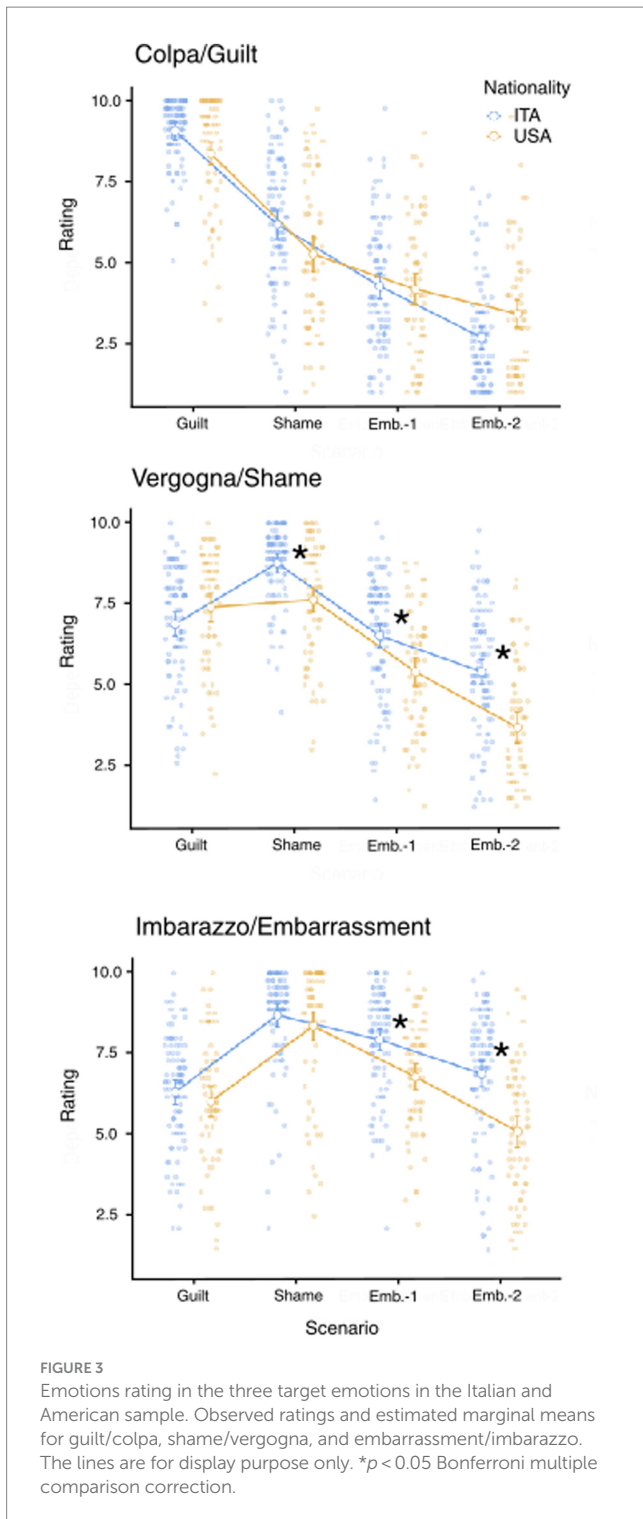 Colpa/Guilt
Nationality
ITA
USA
10.0
7.5
5.0
2.5
Rating
Guilt
Shame
Emb.-1
Emb.-2
Vergogna/Shame
10.0
7.5
5.0
2.5
Rating
*
*
*
Guilt
Shame
Emb.-1
Emb.-2
Imbarazzo/Embarrassment
10.0
7.5
5.0
2.5
Rating
*
*
Guilt
Shame
Emb.-1
Emb.-2
Scenario
FIGURE 3
Emotions rating in the three target emotions in the Italian and
American sample. Observed ratings and estimated marginal means
for guilt/colpa, shame/vergogna, and embarrassment/imbarazzo.
The lines are for display purpose only. *p < 0.05 Bonferroni multiple
comparison correction.